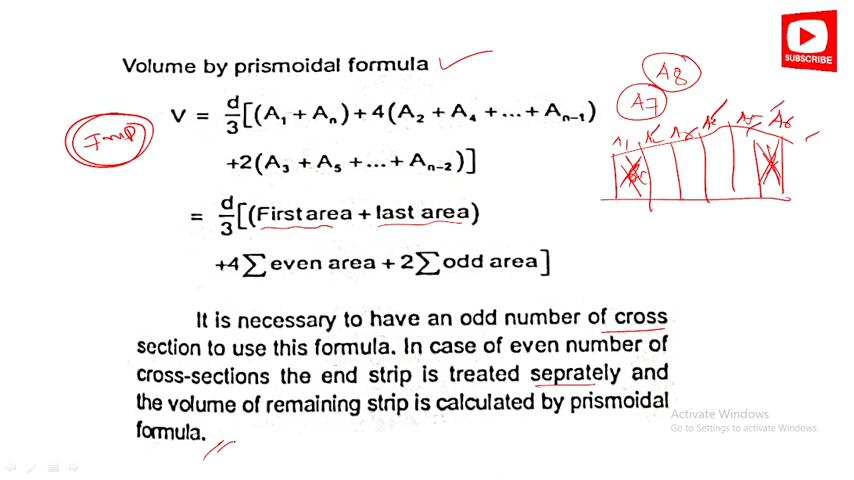 Volume by prismoidal formula
V = d/3[(A₁ + Aₙ) + 4(A₂ + A₄ + ... + Aₙ₋₁)
+2(A₃ + A₅ + ... + Aₙ₋₂)]
= d/3[(First area + last area)
+4∑even area + 2∑odd area]
It is necessary to have an odd number of cross
section to use this formula. In case of even number of
cross-sections the end strip is treated seprately and
the volume of remaining strip is calculated by prismoidal
formula.
Imp
A8
A7
A1
A5 A6
SUBSCRIBE
Activate Windows
Go to Settings to activate Windows.